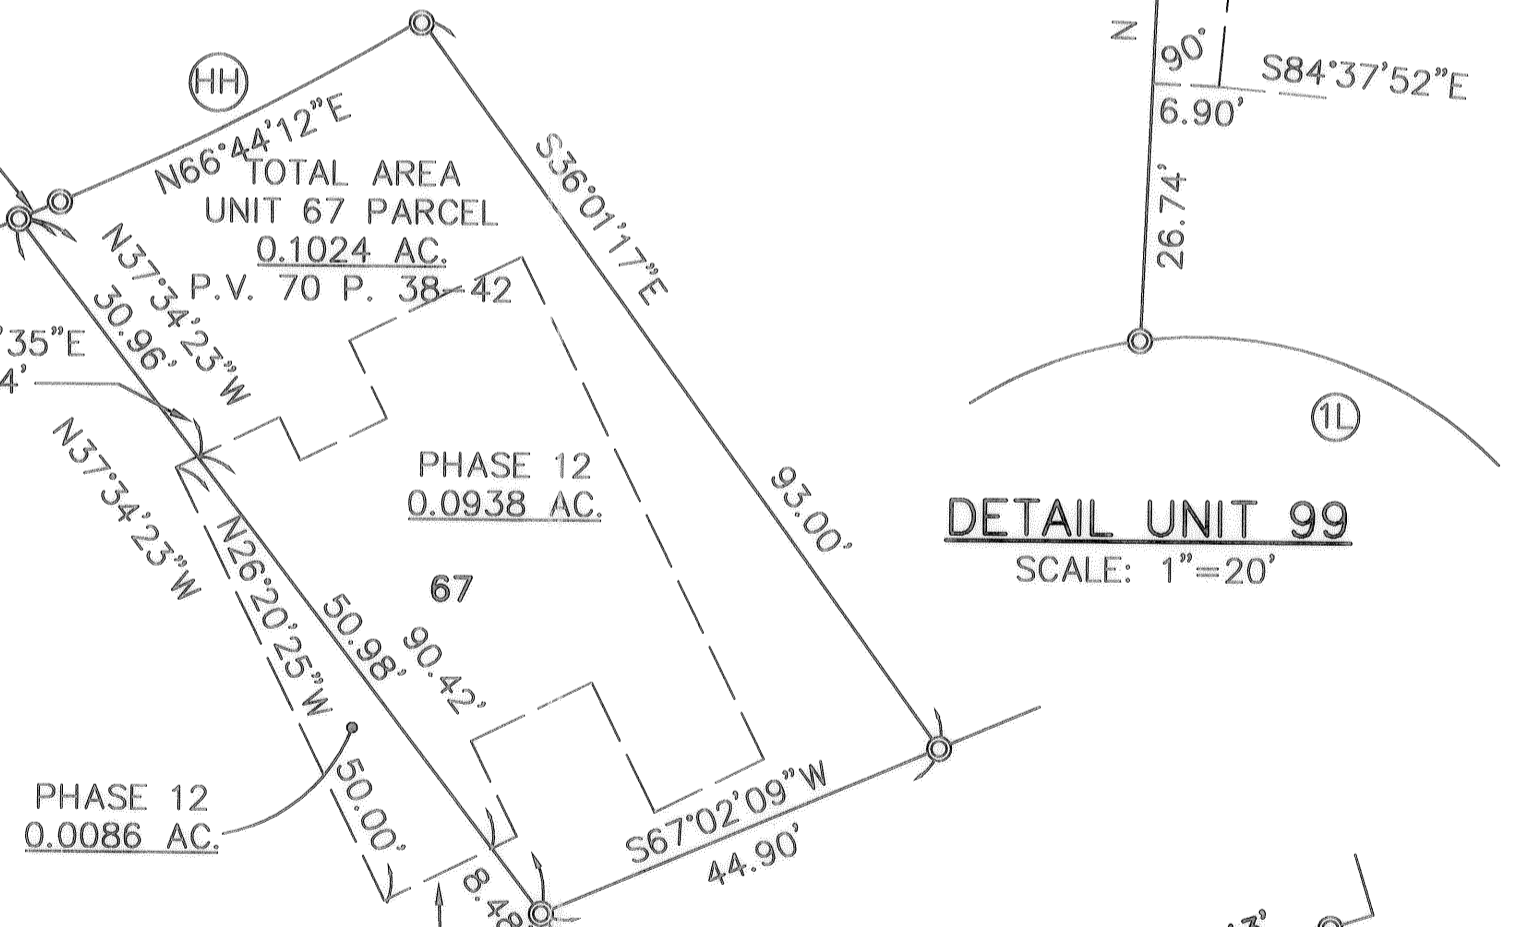 HH
N66°44'12"E
TOTAL AREA
UNIT 67 PARCEL
0.1024 AC.
P.V. 70 P. 38-42
N37°34'23"W
30.96'
'35"E
4'
N37°34'23"W
S36°01'17"E
93.00'
PHASE 12
0.0938 AC.
67
N26°20'25"W
50.00'
50.98'
90.42'
PHASE 12
0.0086 AC.
8.48
S67°02'09"W
44.90'
N
90°
S84°37'52"E
6.90'
26.74'
1L
DETAIL UNIT 99
SCALE: 1"=20'
3'